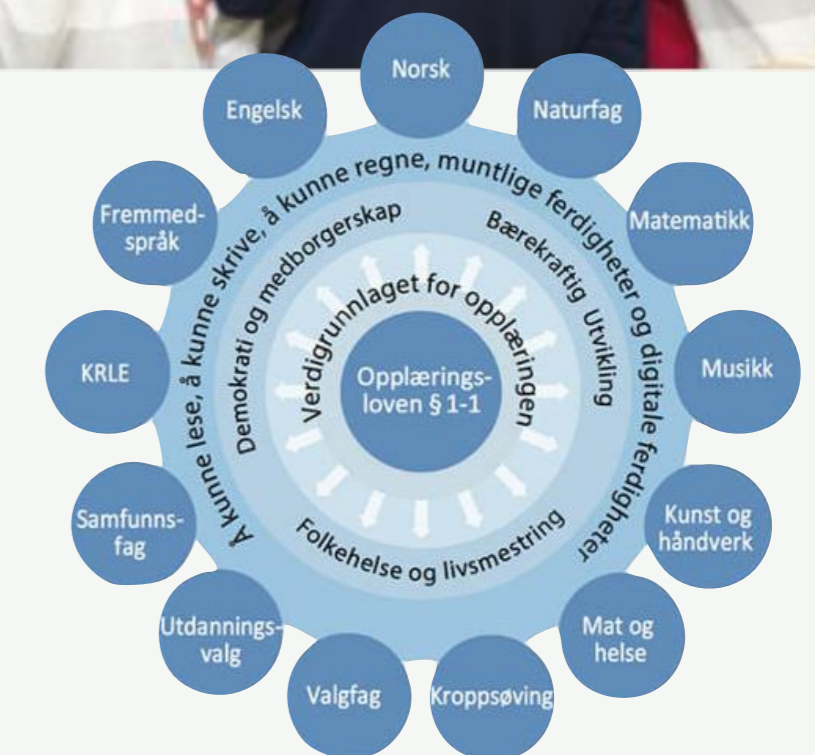 Norsk
Naturfag
Matematikk
Musikk
Kunst og
håndverk
Mat og
helse
Kroppsøving
Valgfag
Utdannings-
valg
Samfunns-
fag
KRLE
Fremmed-
språk
Engelsk
Å kunne lese, å kunne skrive, å kunne regne, muntlige ferdigheter og digitale ferdigheter
Demokrati og medborgerskap
Bærekraftig Utvikling
Folkehelse og livsmestring
Verdigrunnlaget for opplæringen
Opplærings-
loven § 1-1